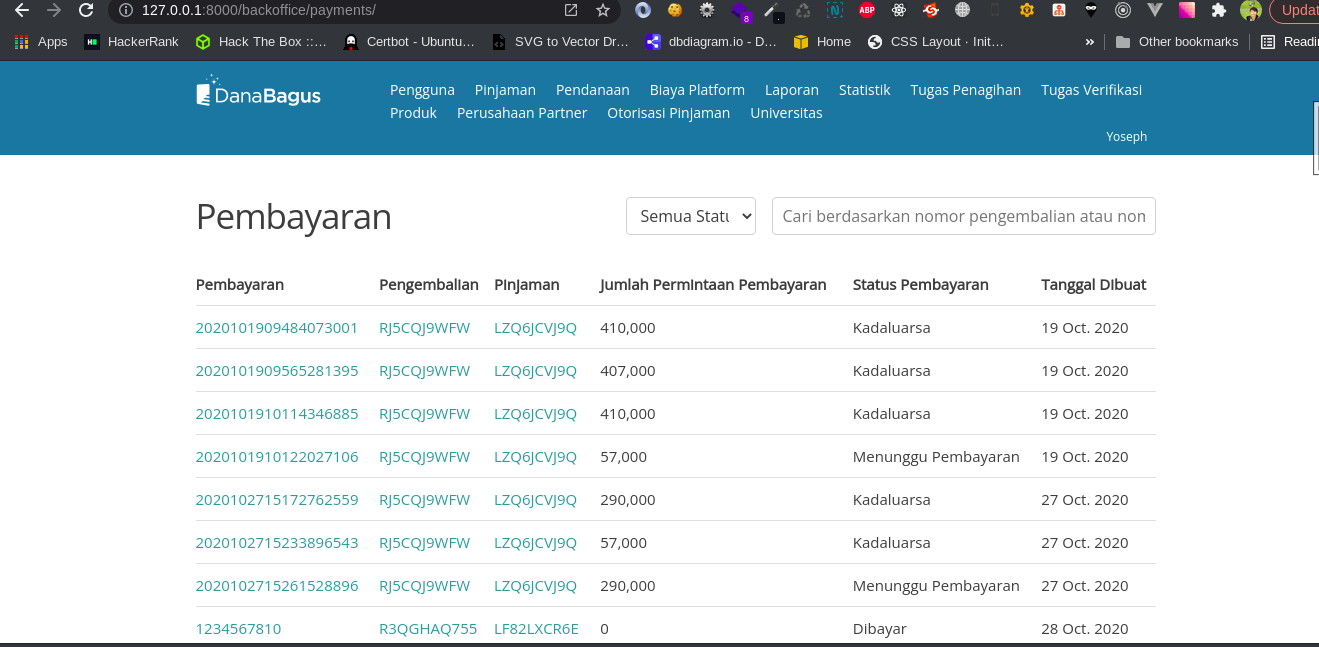 127.0.0.1:8000/backoffice/payments/
8
ABP
Updat
Apps HackerRank Hack The Box ::… Certbot - Ubuntu… SVG to Vector Dr… dbdiagram.io - D… Home CSS Layout · Init… » Other bookmarks Readi
DanaBagus
Pengguna Pinjaman Pendanaan Biaya Platform Laporan Statistik Tugas Penagihan Tugas Verifikasi
Produk Perusahaan Partner Otorisasi Pinjaman Universitas
Yoseph
Pembayaran
Semua Statu
Cari berdasarkan nomor pengembalian atau non
Pembayaran Pengembalian Pinjaman Jumlah Permintaan Pembayaran Status Pembayaran Tanggal Dibuat
2020101909484073001 RJ5CQJ9WFW LZQ6JCVJ9Q 410,000 Kadaluarsa 19 Oct. 2020
2020101909565281395 RJ5CQJ9WFW LZQ6JCVJ9Q 407,000 Kadaluarsa 19 Oct. 2020
2020101910114346885 RJ5CQJ9WFW LZQ6JCVJ9Q 410,000 Kadaluarsa 19 Oct. 2020
2020101910122027106 RJ5CQJ9WFW LZQ6JCVJ9Q 57,000 Menunggu Pembayaran 19 Oct. 2020
2020102715172762559 RJ5CQJ9WFW LZQ6JCVJ9Q 290,000 Kadaluarsa 27 Oct. 2020
2020102715233896543 RJ5CQJ9WFW LZQ6JCVJ9Q 57,000 Kadaluarsa 27 Oct. 2020
2020102715261528896 RJ5CQJ9WFW LZQ6JCVJ9Q 290,000 Menunggu Pembayaran 27 Oct. 2020
1234567810 R3QGHAQ755 LF82LXCR6E 0 Dibayar 28 Oct. 2020